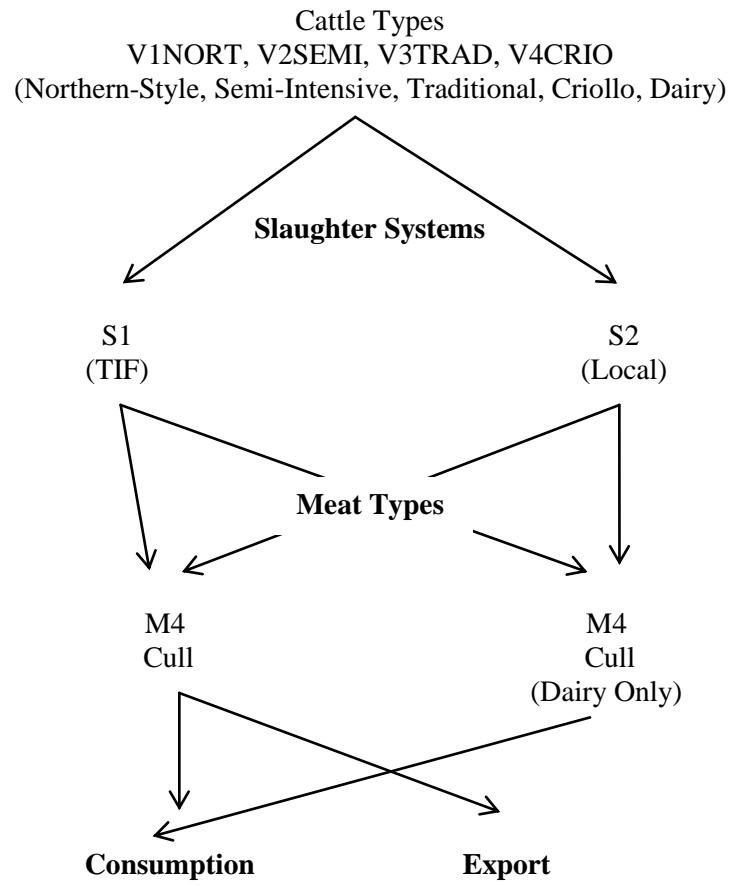 Cattle Types
V1NORT, V2SEMI, V3TRAD, V4CRIO
(Northern-Style, Semi-Intensive, Traditional, Criollo, Dairy)
Slaughter Systems
S1
(TIF)
S2
(Local)
Meat Types
M4
Cull
M4
Cull
(Dairy Only)
Consumption
Export